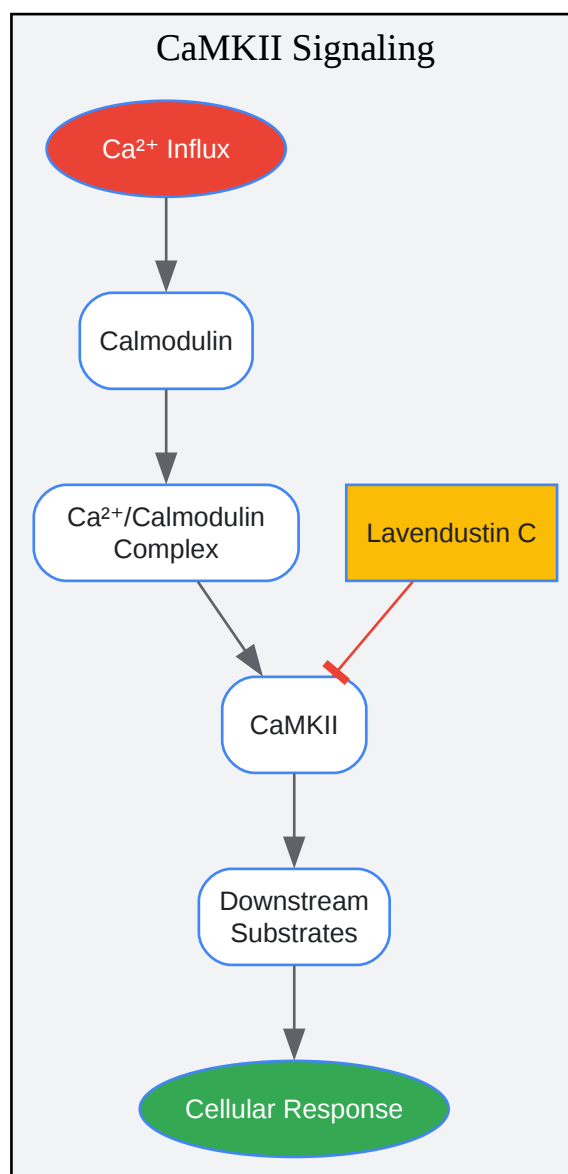 CaMKII Signaling
Ca²⁺ Influx
Calmodulin
Ca²⁺/Calmodulin
Complex
Lavendustin C
CaMKII
Downstream
Substrates
Cellular Response